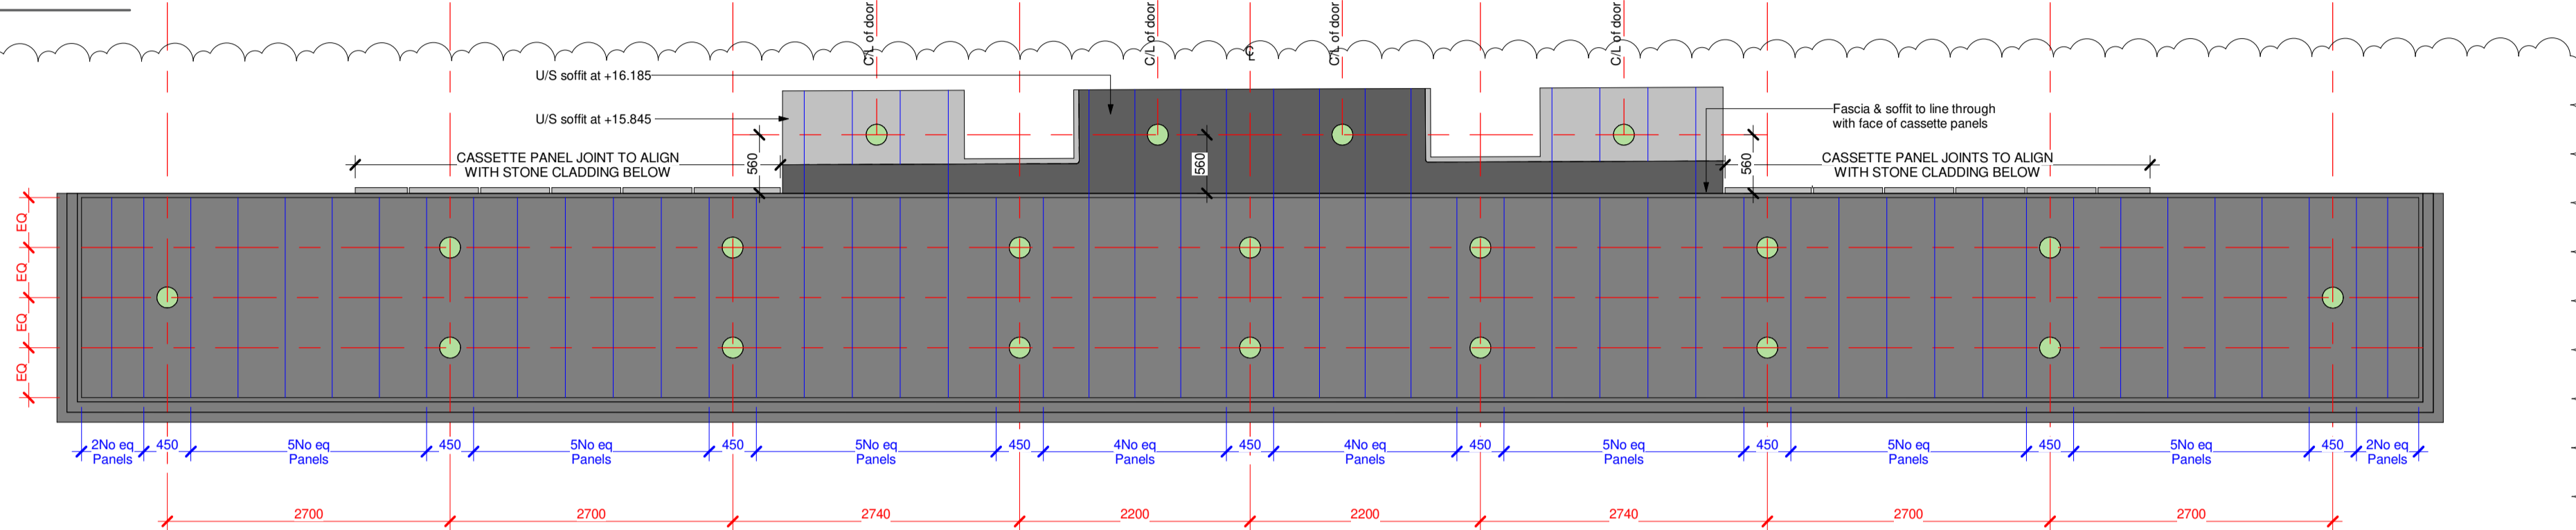 C/L of door
C/L of door
C/L of door
C/L of door
CL
U/S soffit at +16.185
U/S soffit at +15.845
Fascia & soffit to line through
with face of cassette panels
CASSETTE PANEL JOINT TO ALIGN
WITH STONE CLADDING BELOW
560
560
560
CASSETTE PANEL JOINTS TO ALIGN
WITH STONE CLADDING BELOW
EQ
EQ
EQ
EQ
2No eq
Panels
450
5No eq
Panels
450
5No eq
Panels
450
5No eq
Panels
450
4No eq
Panels
450
4No eq
Panels
450
5No eq
Panels
450
5No eq
Panels
450
5No eq
Panels
450
2No eq
Panels
2700
2700
2740
2200
2200
2740
2700
2700